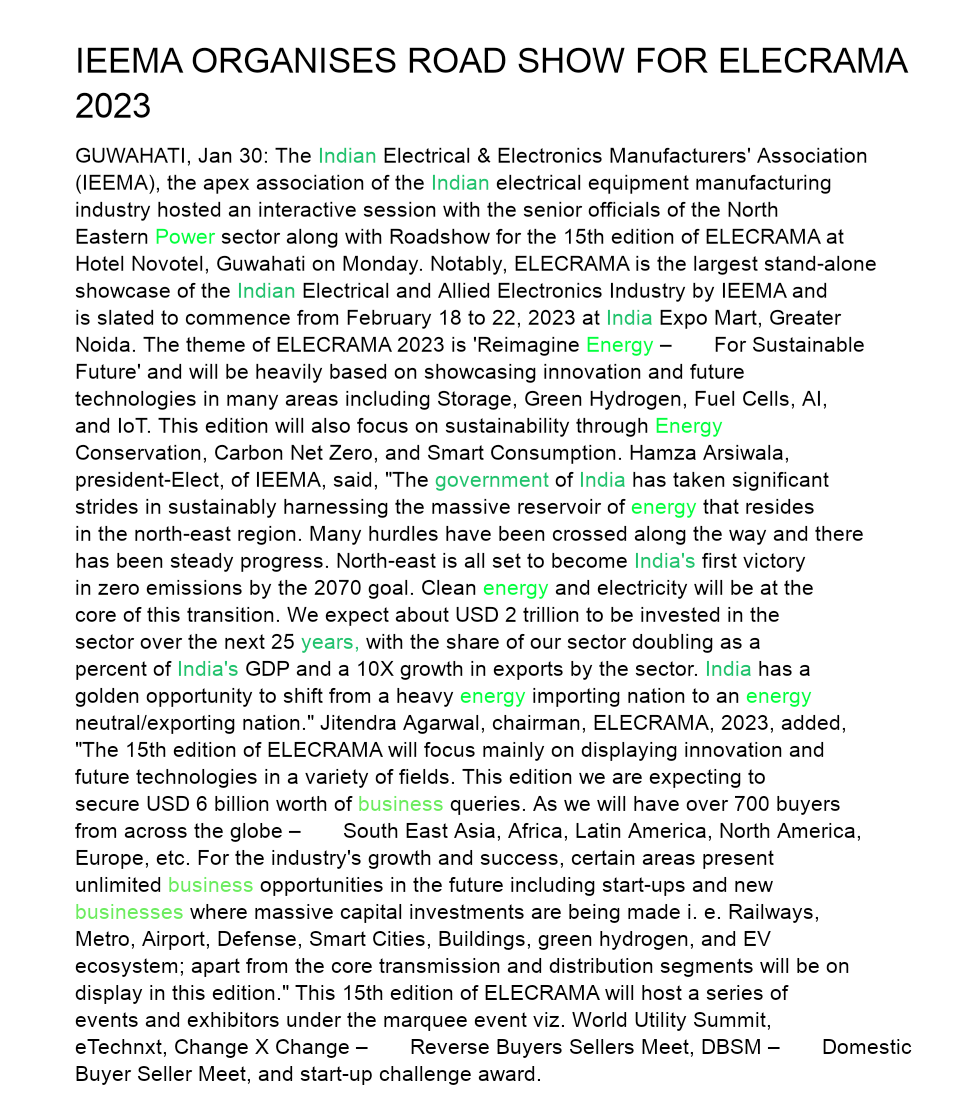 IEEMA ORGANISES ROAD SHOW FOR ELECRAMA
2023
GUWAHATI, Jan 30: The Indian Electrical & Electronics Manufacturers' Association
(IEEMA), the apex association of the Indian electrical equipment manufacturing
industry hosted an interactive session with the senior officials of the North
Eastern Power sector along with Roadshow for the 15th edition of ELECRAMA at
Hotel Novotel, Guwahati on Monday. Notably, ELECRAMA is the largest stand-alone
showcase of the Indian Electrical and Allied Electronics Industry by IEEMA and
is slated to commence from February 18 to 22, 2023 at India Expo Mart, Greater
Noida. The theme of ELECRAMA 2023 is 'Reimagine Energy – For Sustainable
Future' and will be heavily based on showcasing innovation and future
technologies in many areas including Storage, Green Hydrogen, Fuel Cells, AI,
and IoT. This edition will also focus on sustainability through Energy
Conservation, Carbon Net Zero, and Smart Consumption. Hamza Arsiwala,
president-Elect, of IEEMA, said, "The government of India has taken significant
strides in sustainably harnessing the massive reservoir of energy that resides
in the north-east region. Many hurdles have been crossed along the way and there
has been steady progress. North-east is all set to become India's first victory
in zero emissions by the 2070 goal. Clean energy and electricity will be at the
core of this transition. We expect about USD 2 trillion to be invested in the
sector over the next 25 years, with the share of our sector doubling as a
percent of India's GDP and a 10X growth in exports by the sector. India has a
golden opportunity to shift from a heavy energy importing nation to an energy
neutral/exporting nation." Jitendra Agarwal, chairman, ELECRAMA, 2023, added,
"The 15th edition of ELECRAMA will focus mainly on displaying innovation and
future technologies in a variety of fields. This edition we are expecting to
secure USD 6 billion worth of business queries. As we will have over 700 buyers
from across the globe – South East Asia, Africa, Latin America, North America,
Europe, etc. For the industry's growth and success, certain areas present
unlimited business opportunities in the future including start-ups and new
businesses where massive capital investments are being made i. e. Railways,
Metro, Airport, Defense, Smart Cities, Buildings, green hydrogen, and EV
ecosystem; apart from the core transmission and distribution segments will be on
display in this edition." This 15th edition of ELECRAMA will host a series of
events and exhibitors under the marquee event viz. World Utility Summit,
eTechnxt, Change X Change – Reverse Buyers Sellers Meet, DBSM – Domestic
Buyer Seller Meet, and start-up challenge award.